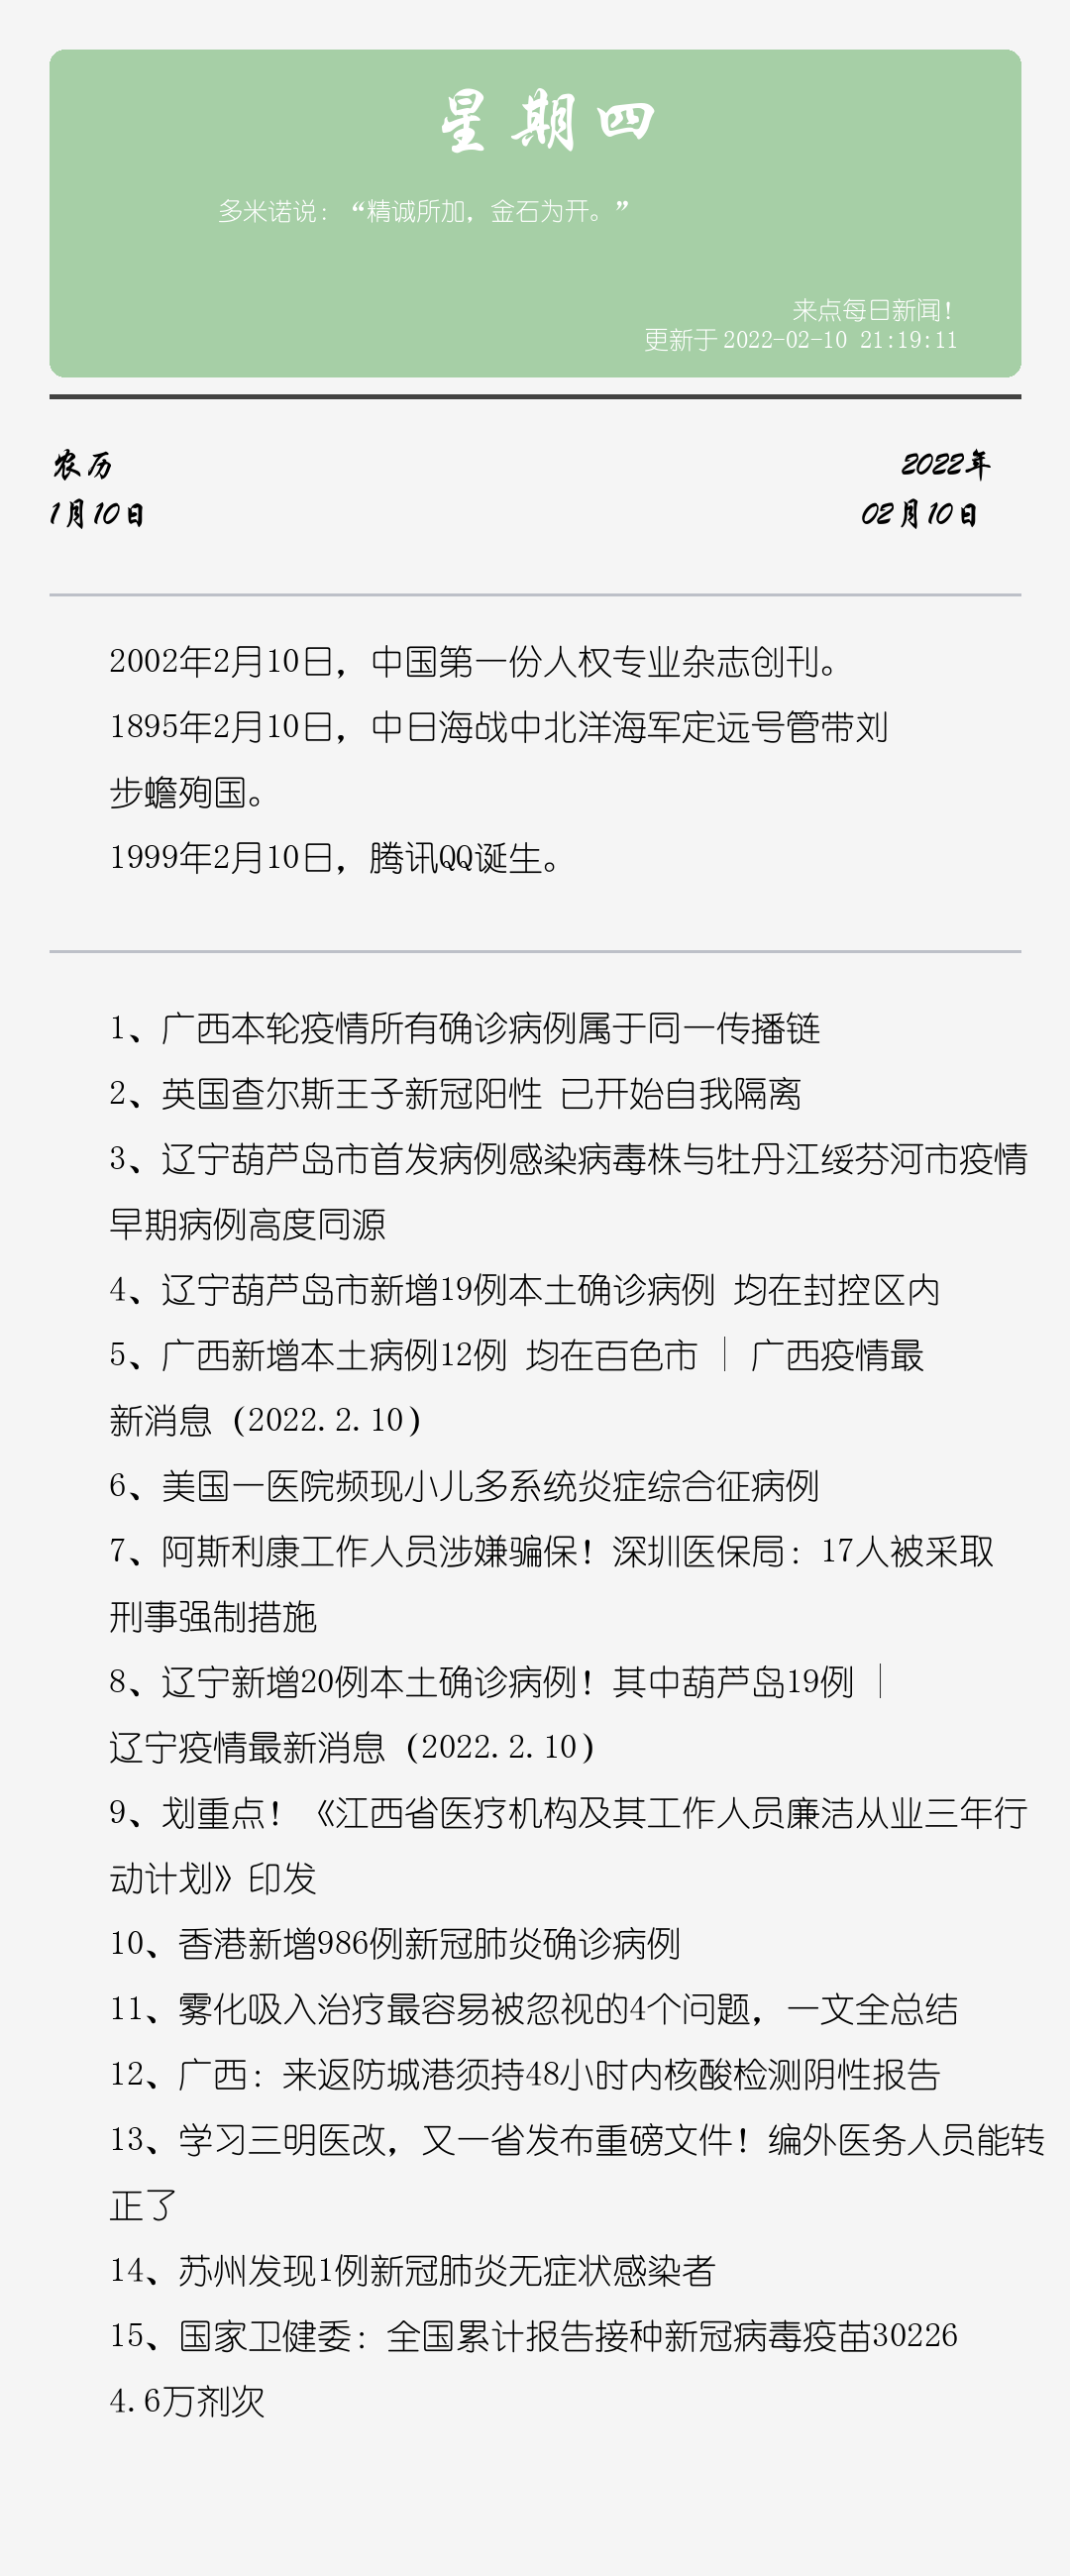 星期四
多米诺说：“精诚所加，金石为开。”
来点每日新闻！
更新于2022-02-10 21:19:11
农历
2022年
1月10日
02月10日
2002年2月10日，中国第一份人权专业杂志创刊。
1895年2月10日，中日海战中北洋海军定远号管带刘
步蟾殉国。
1999年2月10日，腾讯QQ诞生。
1、广西本轮疫情所有确诊病例属于同一传播链
2、英国查尔斯王子新冠阳性 已开始自我隔离
3、辽宁葫芦岛市首发病例感染病毒株与牡丹江绥芬河市疫情
早期病例高度同源
4、辽宁葫芦岛市新增19例本土确诊病例 均在封控区内
5、广西新增本土病例12例 均在百色市 | 广西疫情最
新消息（2022.2.10）
6、美国一医院频现小儿多系统炎症综合征病例
7、阿斯利康工作人员涉嫌骗保！深圳医保局：17人被采取
刑事强制措施
8、辽宁新增20例本土确诊病例！其中葫芦岛19例 |
辽宁疫情最新消息（2022.2.10）
9、划重点！《江西省医疗机构及其工作人员廉洁从业三年行
动计划》印发
10、香港新增986例新冠肺炎确诊病例
11、雾化吸入治疗最容易被忽视的4个问题，一文全总结
12、广西：来返防城港须持48小时内核酸检测阴性报告
13、学习三明医改，又一省发布重磅文件！编外医务人员能转
正了
14、苏州发现1例新冠肺炎无症状感染者
15、国家卫健委：全国累计报告接种新冠病毒疫苗30226
4.6万剂次